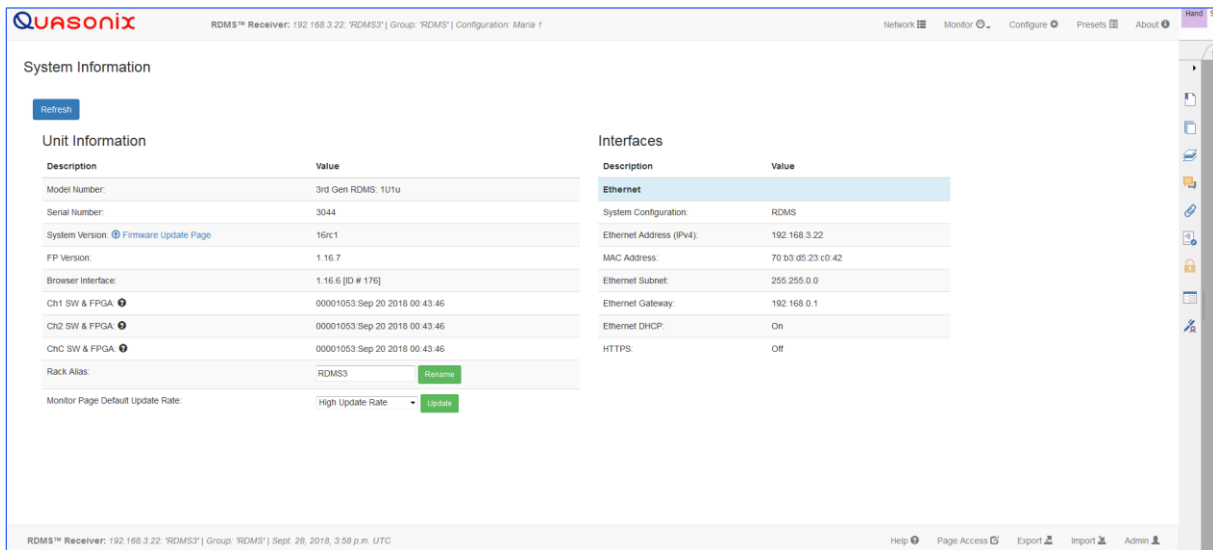 Quasonix
RDMS™ Receiver: 192.168.3.22: 'RDMS3' | Group: 'RDMS' | Configuration: Maria 1
Network Monitor Configure Presets About
Hand S
System Information
Refresh
Unit Information
Description Value
Model Number: 3rd Gen RDMS: 1U1u
Serial Number: 3044
System Version: Firmware Update Page 16rc1
FP Version: 1.16.7
Browser Interface: 1.16.6 [ID # 176]
Ch1 SW & FPGA: 00001053:Sep 20 2018 00:43:46
Ch2 SW & FPGA: 00001053:Sep 20 2018 00:43:46
ChC SW & FPGA: 00001053:Sep 20 2018 00:43:46
Rack Alias: RDMS3 Rename
Monitor Page Default Update Rate: High Update Rate Update
Interfaces
Description Value
Ethernet
System Configuration: RDMS
Ethernet Address (IPv4): 192.168.3.22
MAC Address: 70:b3:d5:23:c0:42
Ethernet Subnet: 255.255.0.0
Ethernet Gateway: 192.168.0.1
Ethernet DHCP: On
HTTPS: Off
RDMS™ Receiver: 192.168.3.22: 'RDMS3' | Group: 'RDMS' | Sept. 28, 2018, 3:58 p.m. UTC
Help Page Access Export Import Admin